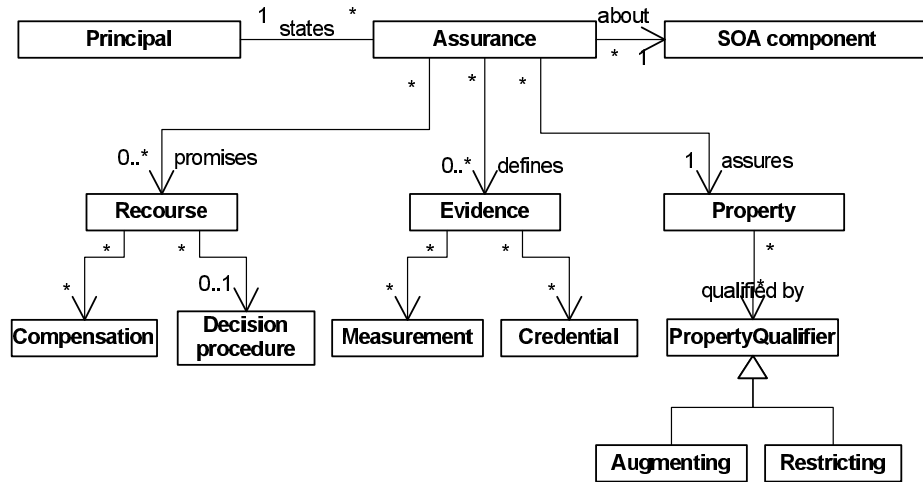 1 * about
Principal states Assurance SOA component
* 1
* * *
0..* promises 0..* defines 1 assures
Recourse Evidence Property
* * * * *
* 0..1 * * *
qualified by
Compensation Decision procedure Measurement Credential PropertyQualifier
Augmenting Restricting